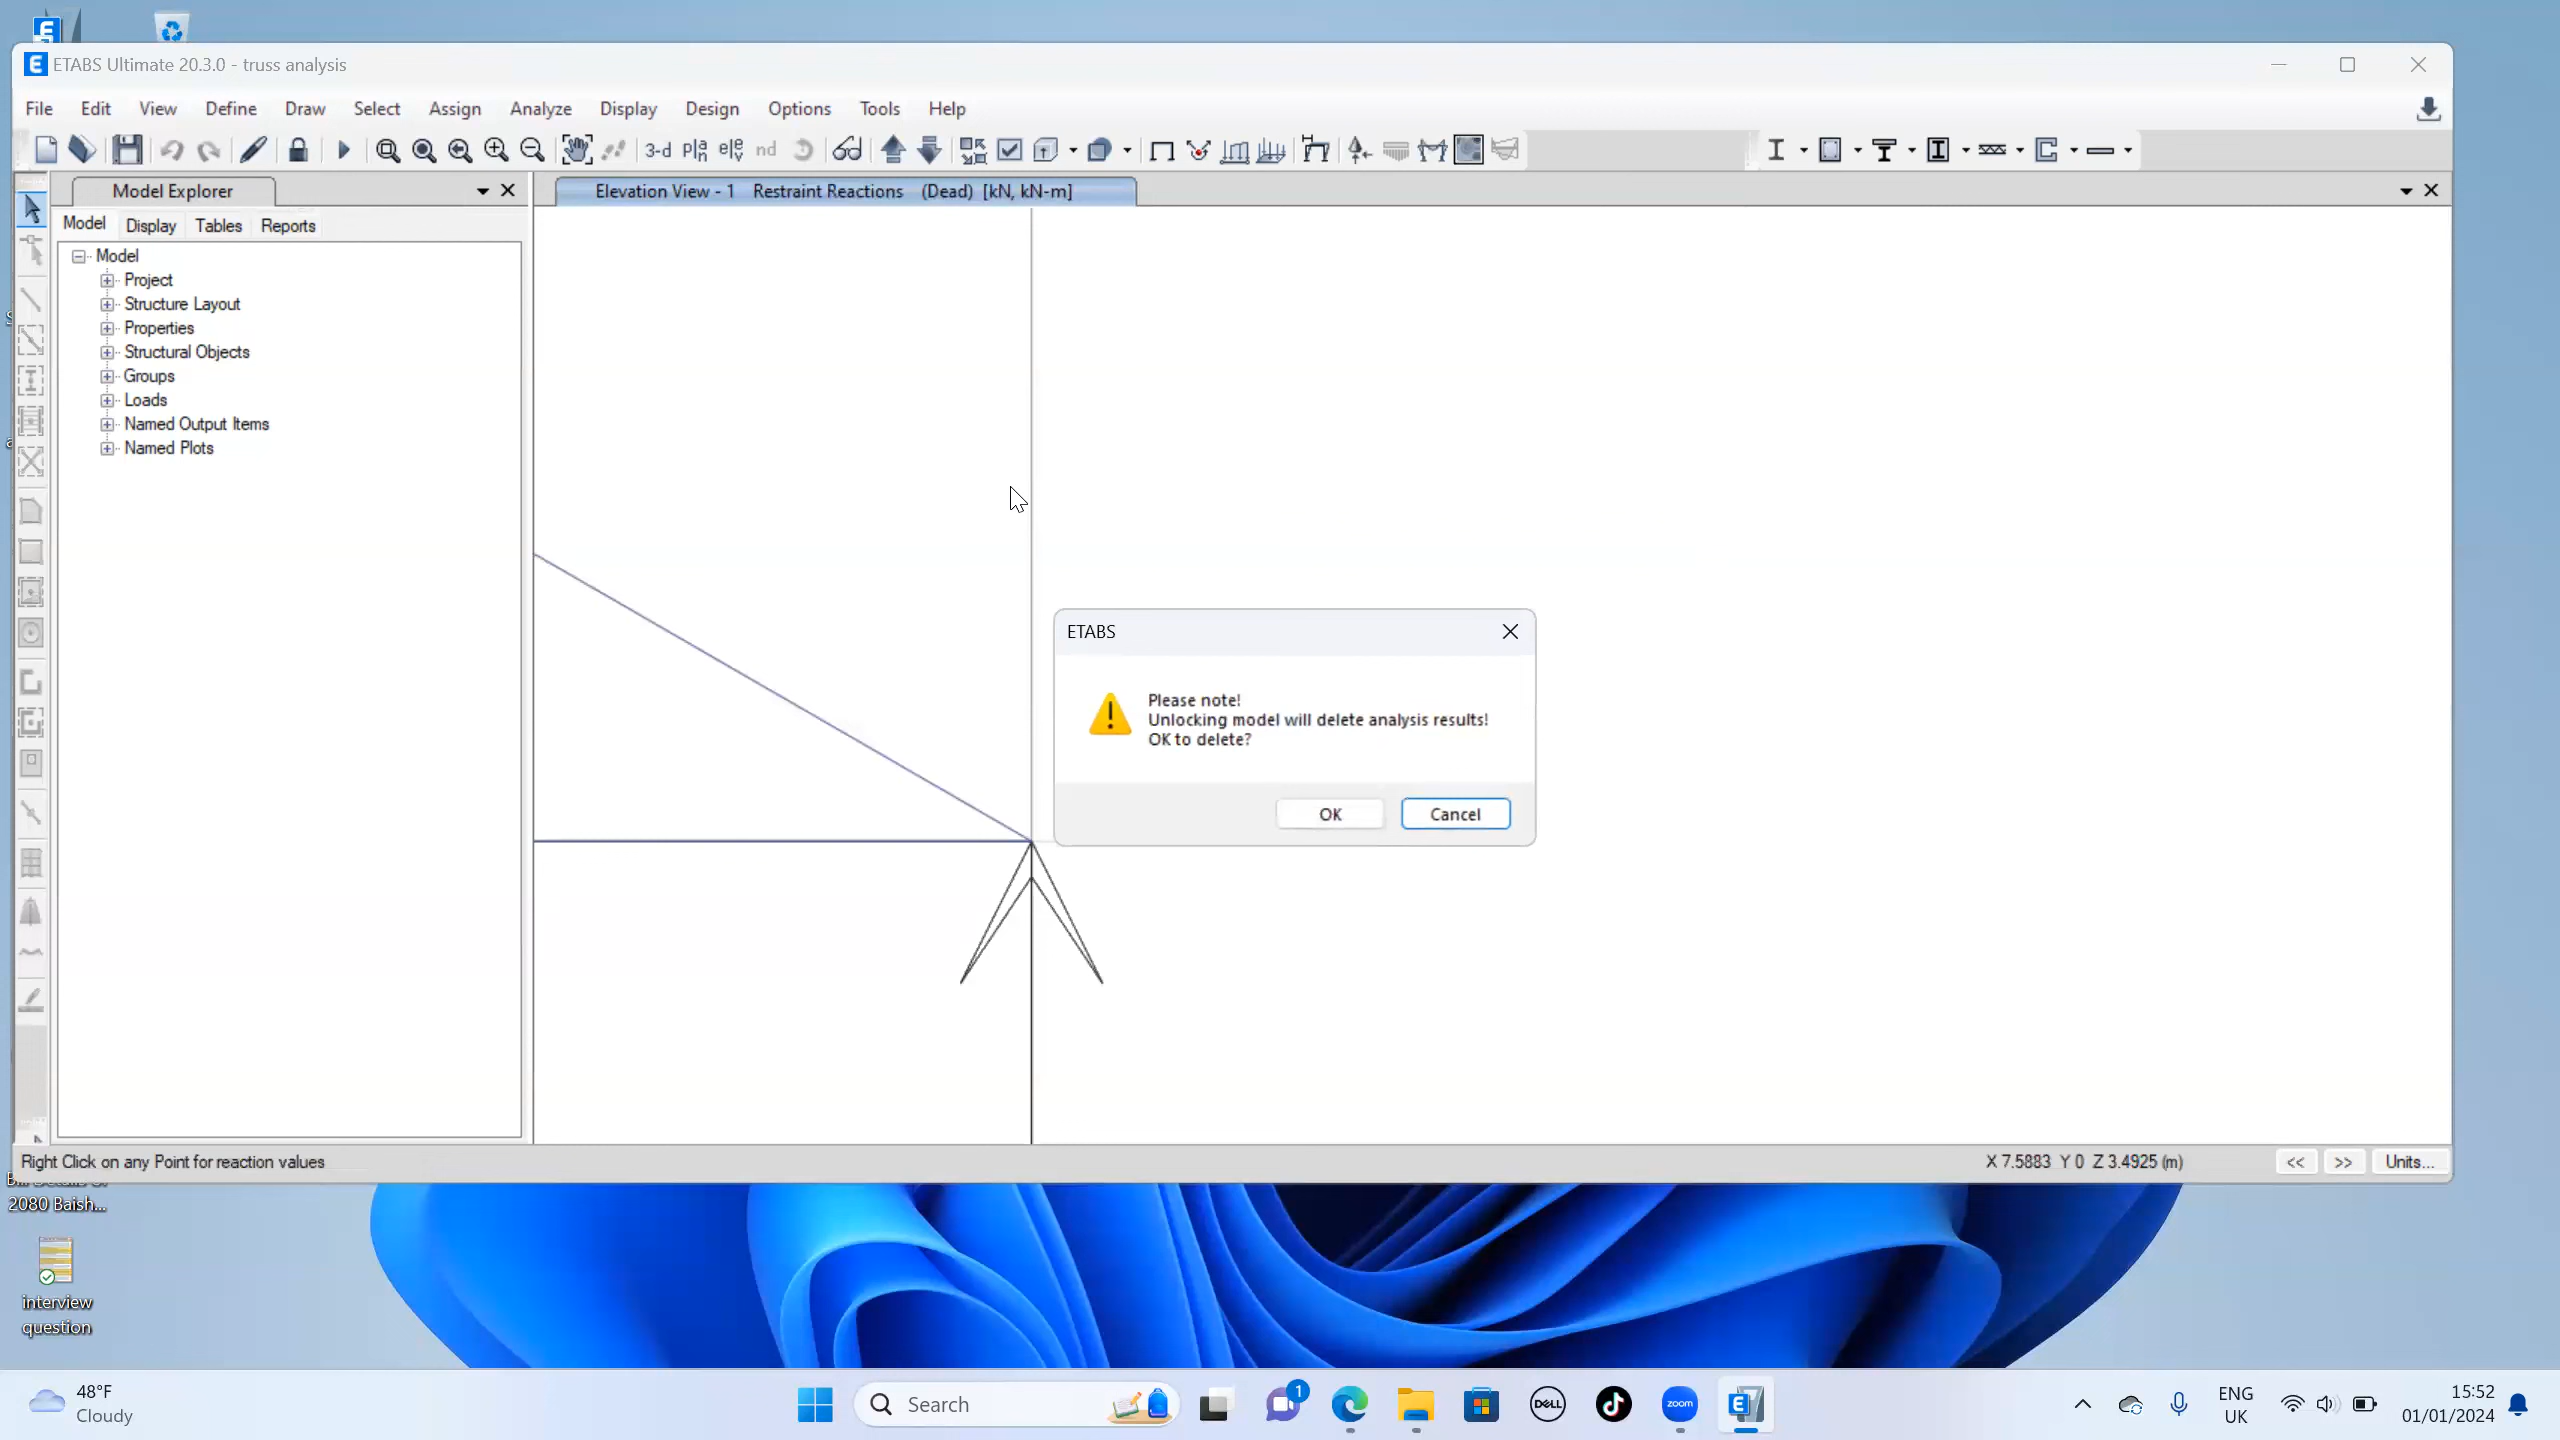 ETABS Ultimate 20.3.0 - truss analysis
File Edit View Define Draw Select Assign Analyze Display Design Options Tools Help
3-d
nd
Model Explorer
Elevation View - 1 Restraint Reactions (Dead) [kN, kN-m]
Model Display Tables Reports
Model
Project
Structure Layout
Properties
Structural Objects
Groups
Loads
Named Output Items
Named Plots
ETABS
Please note!
Unlocking model will delete analysis results!
OK to delete?
OK Cancel
Right Click on any Point for reaction values
X 7.5883 Y 0 Z 3.4925 (m)
<< >> Units...
2080 Baish...
interview
question
48°F
Cloudy
Search
1
DELL
zoom
ENG
UK
15:52
01/01/2024